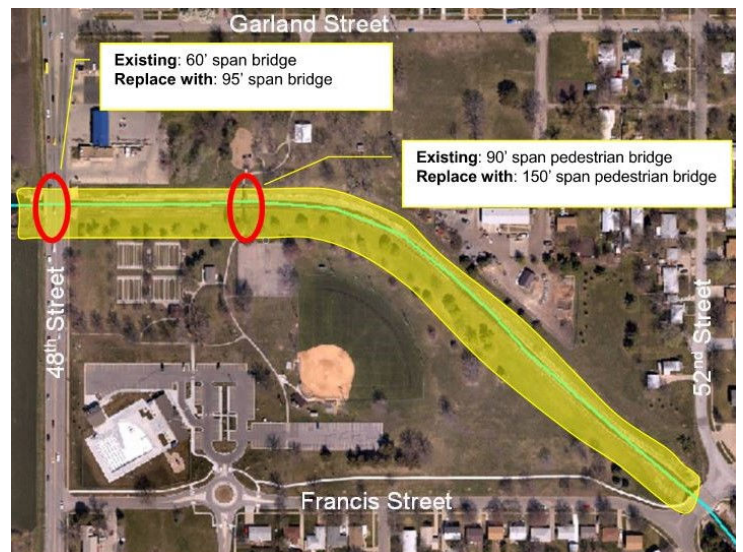 Garland Street
Existing: 60' span bridge
Replace with: 95' span bridge
Existing: 90' span pedestrian bridge
Replace with: 150' span pedestrian bridge
48th Street
52nd Street
Francis Street